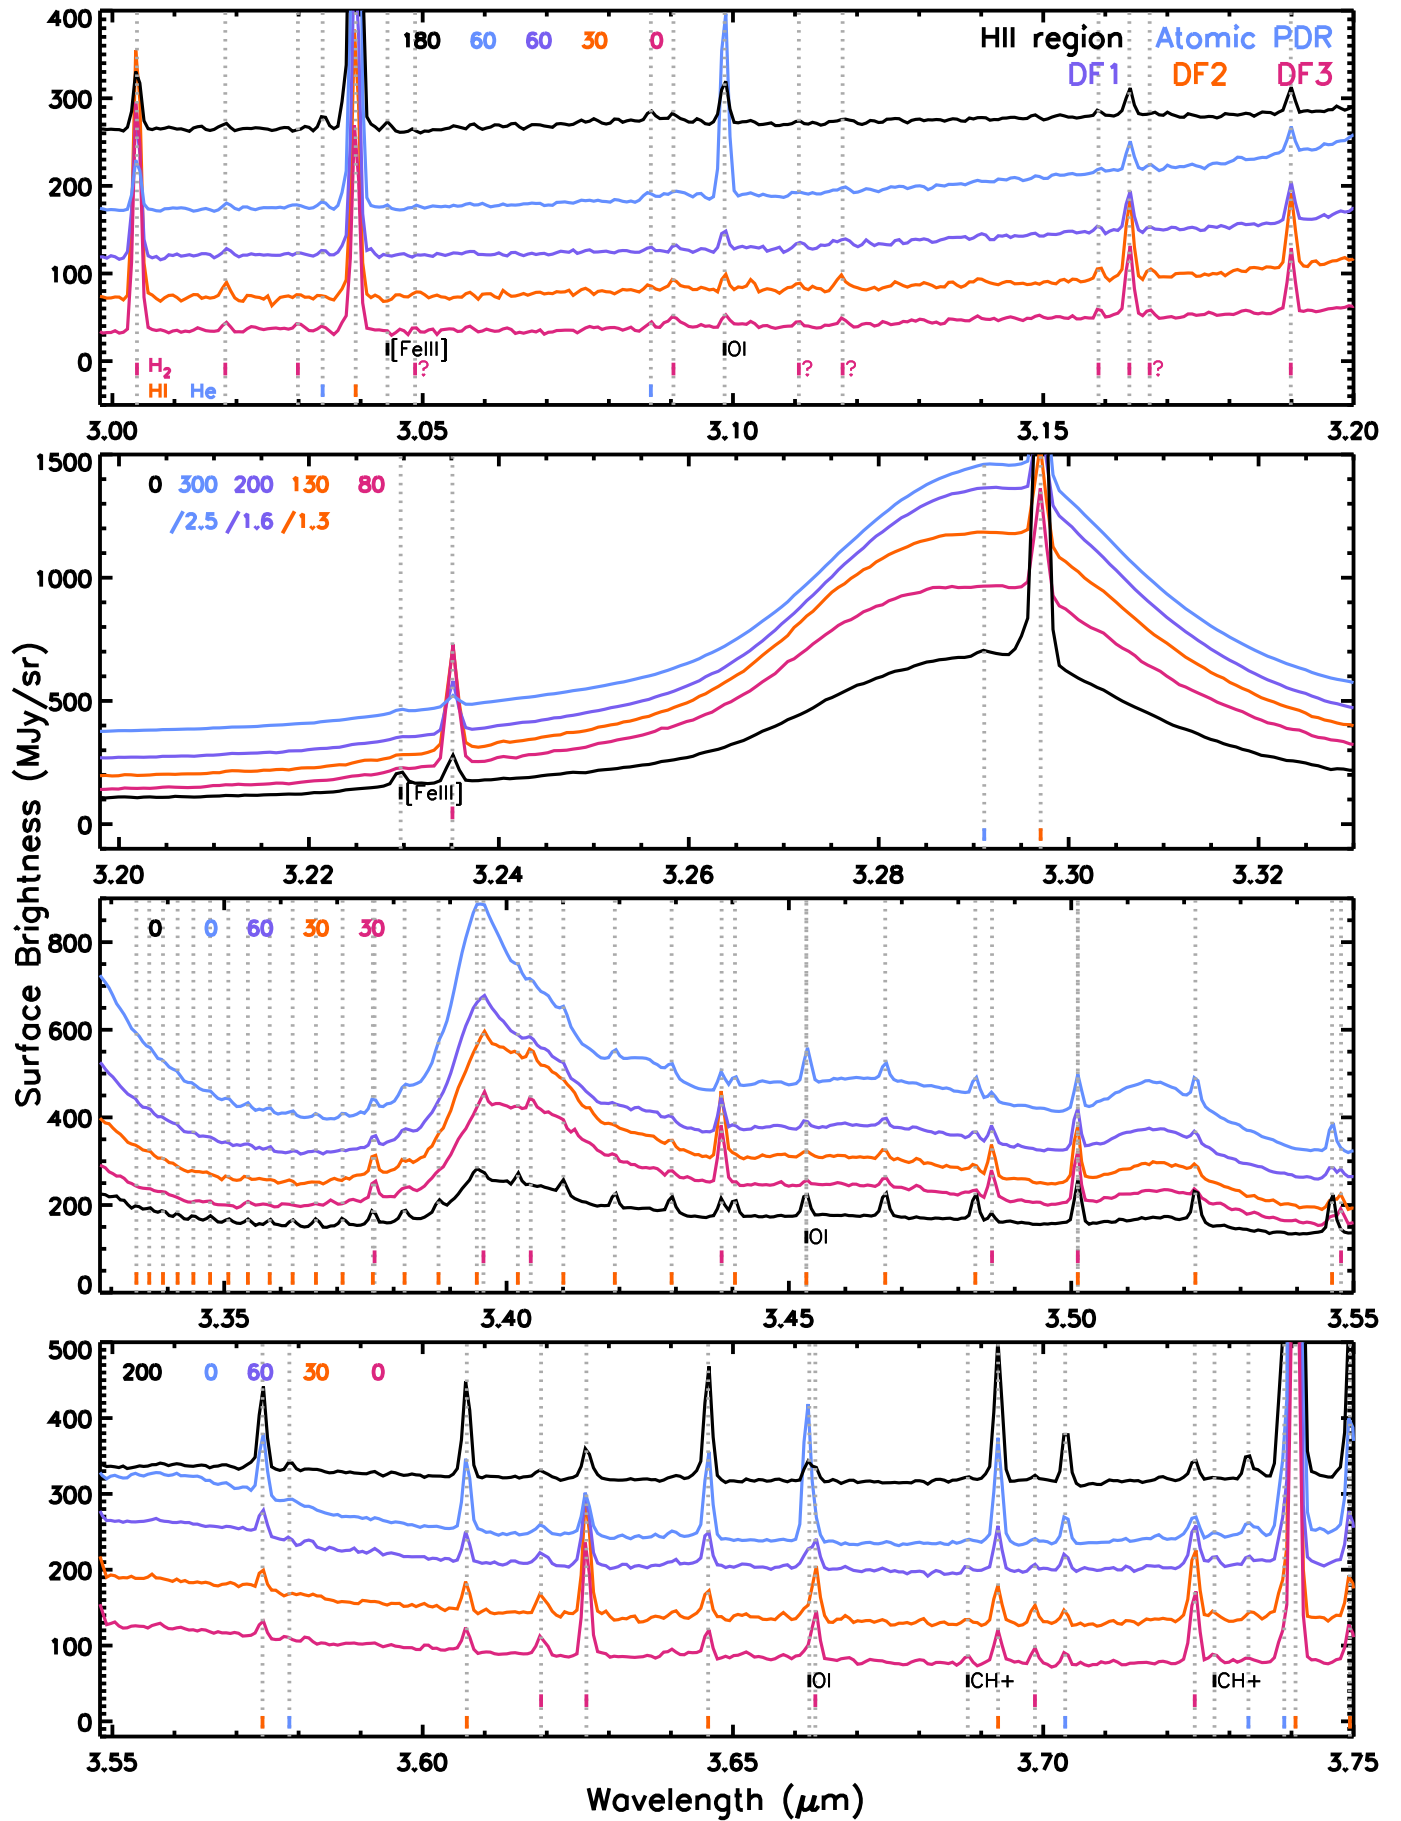 400 180 60 60 30 0 HII region Atomic PDR
DF1 DF2 DF3
300
200
100
[FeIII] OI
0 H₂ ? ? ? ?
HI He
3.00 3.05 3.10 3.15 3.20
1500
0 300 200 130 80
/2.5 /1.6 /1.3
1000
500
[FeIII]
0
3.20 3.22 3.24 3.26 3.28 3.30 3.32
Surface Brightness (MJy/sr)
0 0 60 30 30
800
600
400
200
OI
0
3.35 3.40 3.45 3.50 3.55
500
200 0 60 30 0
400
300
200
100
OI CH+ CH+
0
3.55 3.60 3.65 3.70 3.75
Wavelength (μm)